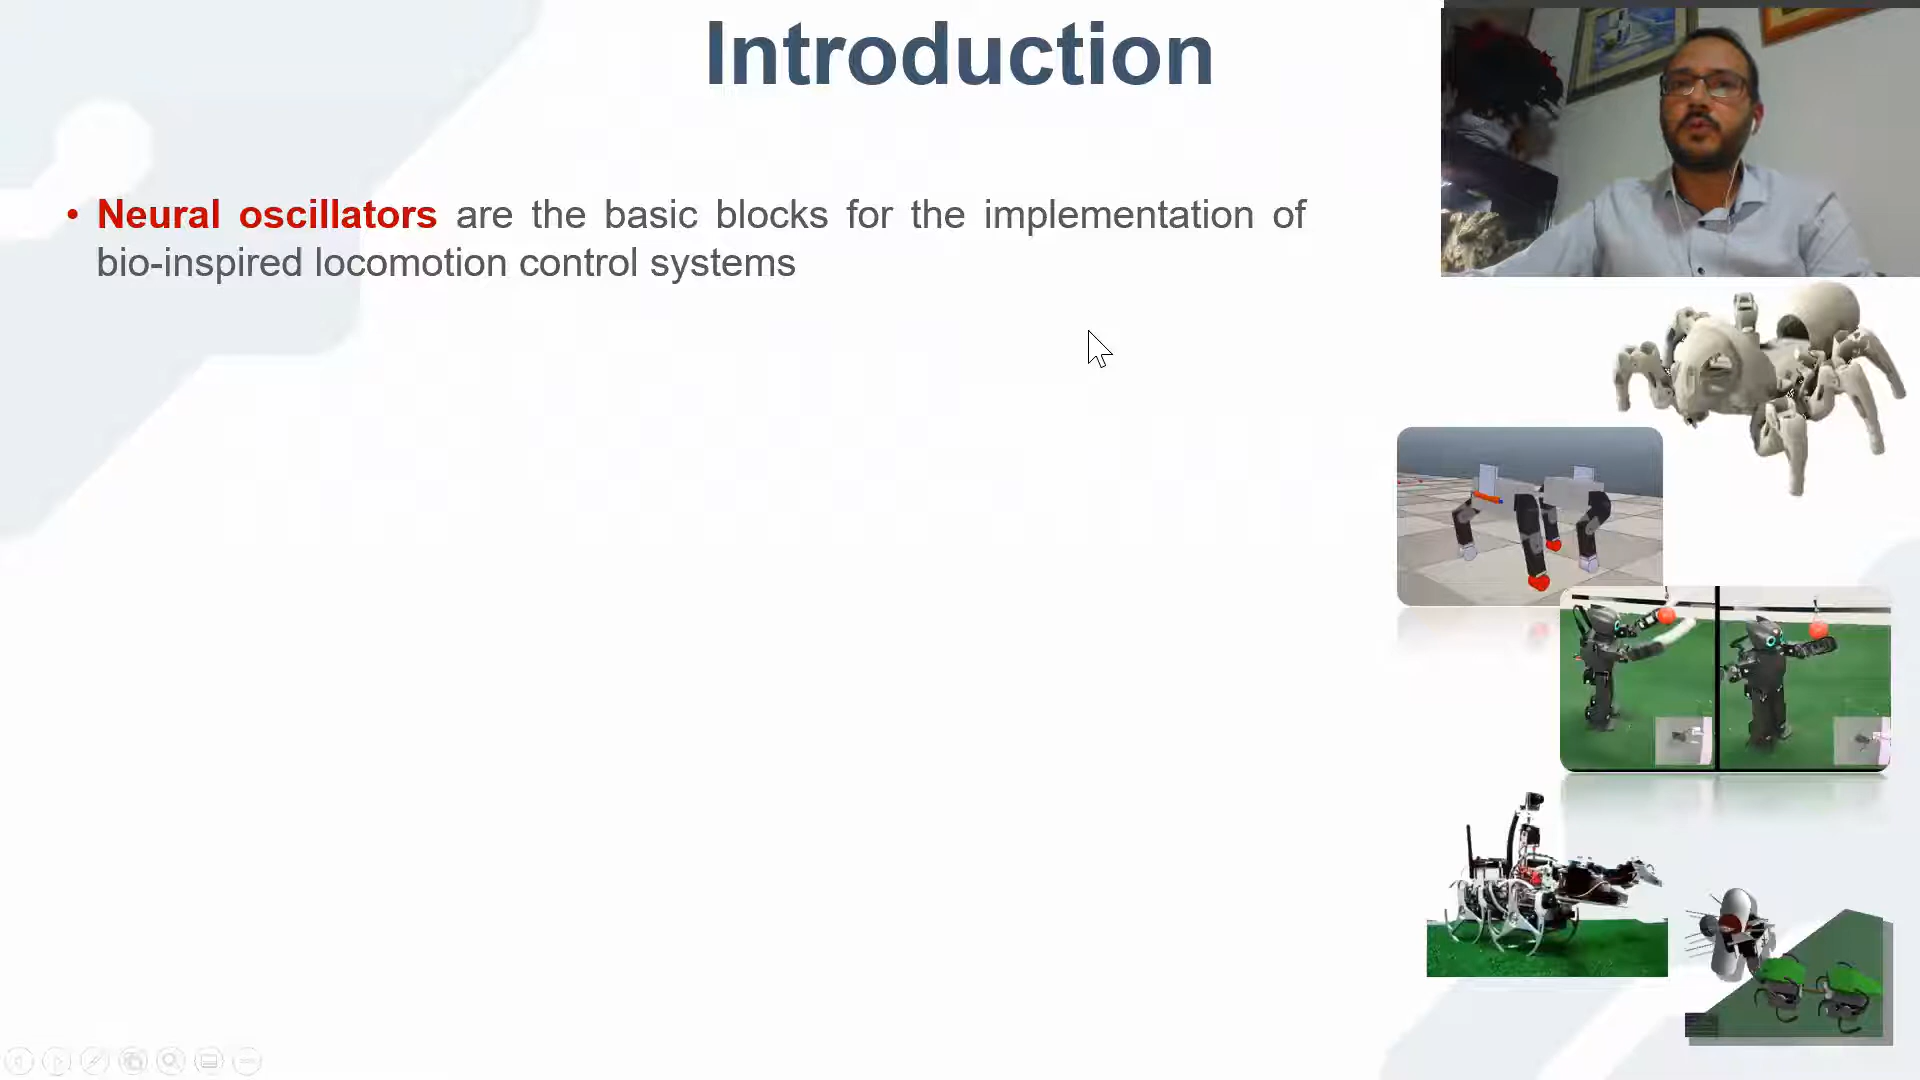 Introduction
• Neural oscillators are the basic blocks for the implementation of
bio-inspired locomotion control systems